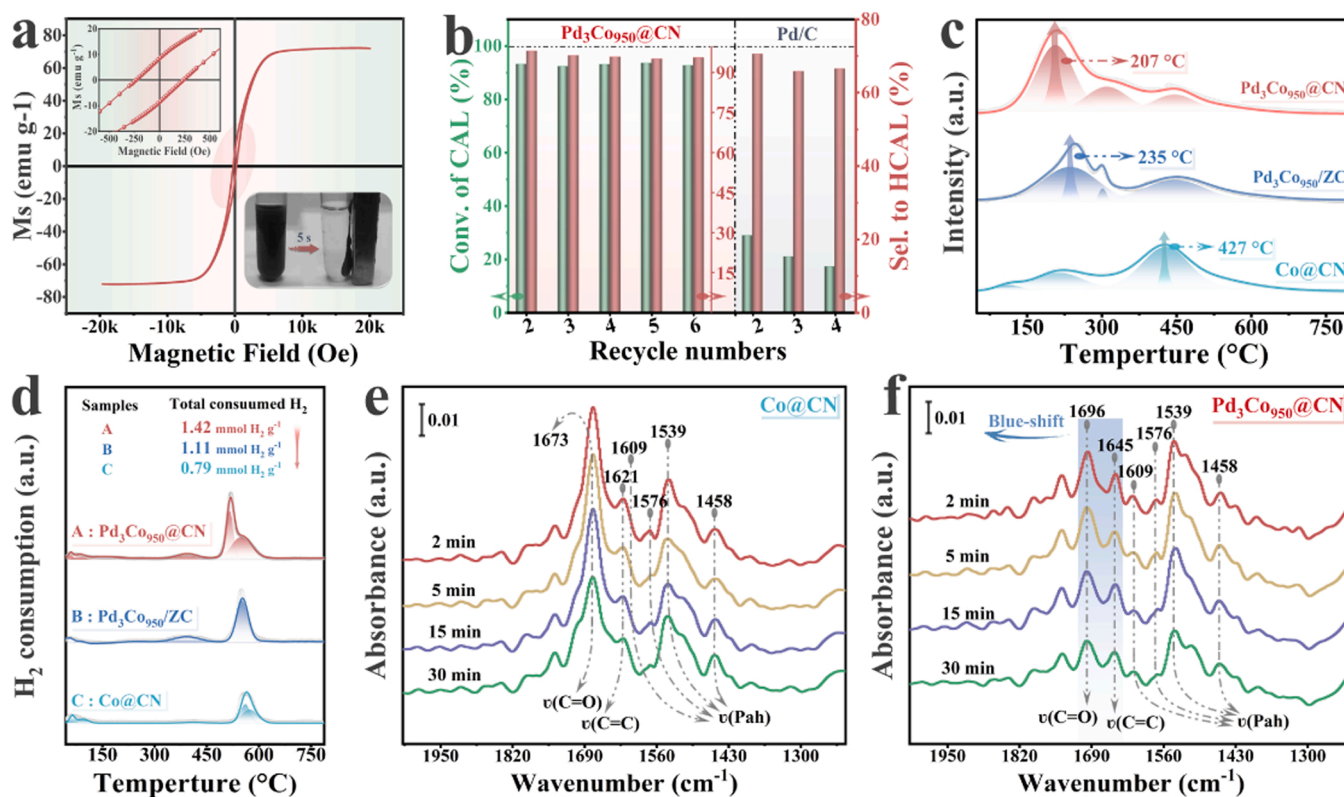 a
Ms (emu g-1)
80
60
40
20
0
-20
-40
-60
-80
-20k -10k 0 10k 20k
Magnetic Field (Oe)
Ms (emu g⁻¹)
20
10
0
-10
-20
-500 -250 0 250 500
Magnetic Field (Oe)
5 s
b
Pd₃Co₉₅₀@CN
Pd/C
Conv. of CAL (%)
100
80
60
40
20
0
90
75
60
45
30
15
80
60
40
20
0
Sel. to HCAL (%)
2 3 4 5 6 2 3 4
Recycle numbers
c
Intensity (a.u.)
207 °C
Pd₃Co₉₅₀@CN
235 °C
Pd₃Co₉₅₀/ZC
427 °C
Co@CN
150 300 450 600 750
Temperture (°C)
d
H₂ consumption (a.u.)
Samples Total consuumed H₂
A 1.42 mmol H₂ g⁻¹
B 1.11 mmol H₂ g⁻¹
C 0.79 mmol H₂ g⁻¹
A : Pd₃Co₉₅₀@CN
B : Pd₃Co₉₅₀/ZC
C : Co@CN
150 300 450 600 750
Temperture (°C)
e
Absorbance (a.u.)
0.01
Co@CN
1673
1609
1621
1539
1576
1458
2 min
5 min
15 min
30 min
υ(C=O)
υ(C=C)
υ(Pah)
1950 1820 1690 1560 1430 1300
Wavenumber (cm⁻¹)
f
Absorbance (a.u.)
0.01
Blue-shift
Pd₃Co₉₅₀@CN
1696
1645
1609
1576
1539
1458
2 min
5 min
15 min
30 min
υ(C=O)
υ(C=C)
υ(Pah)
1950 1820 1690 1560 1430 1300
Wavenumber (cm⁻¹)